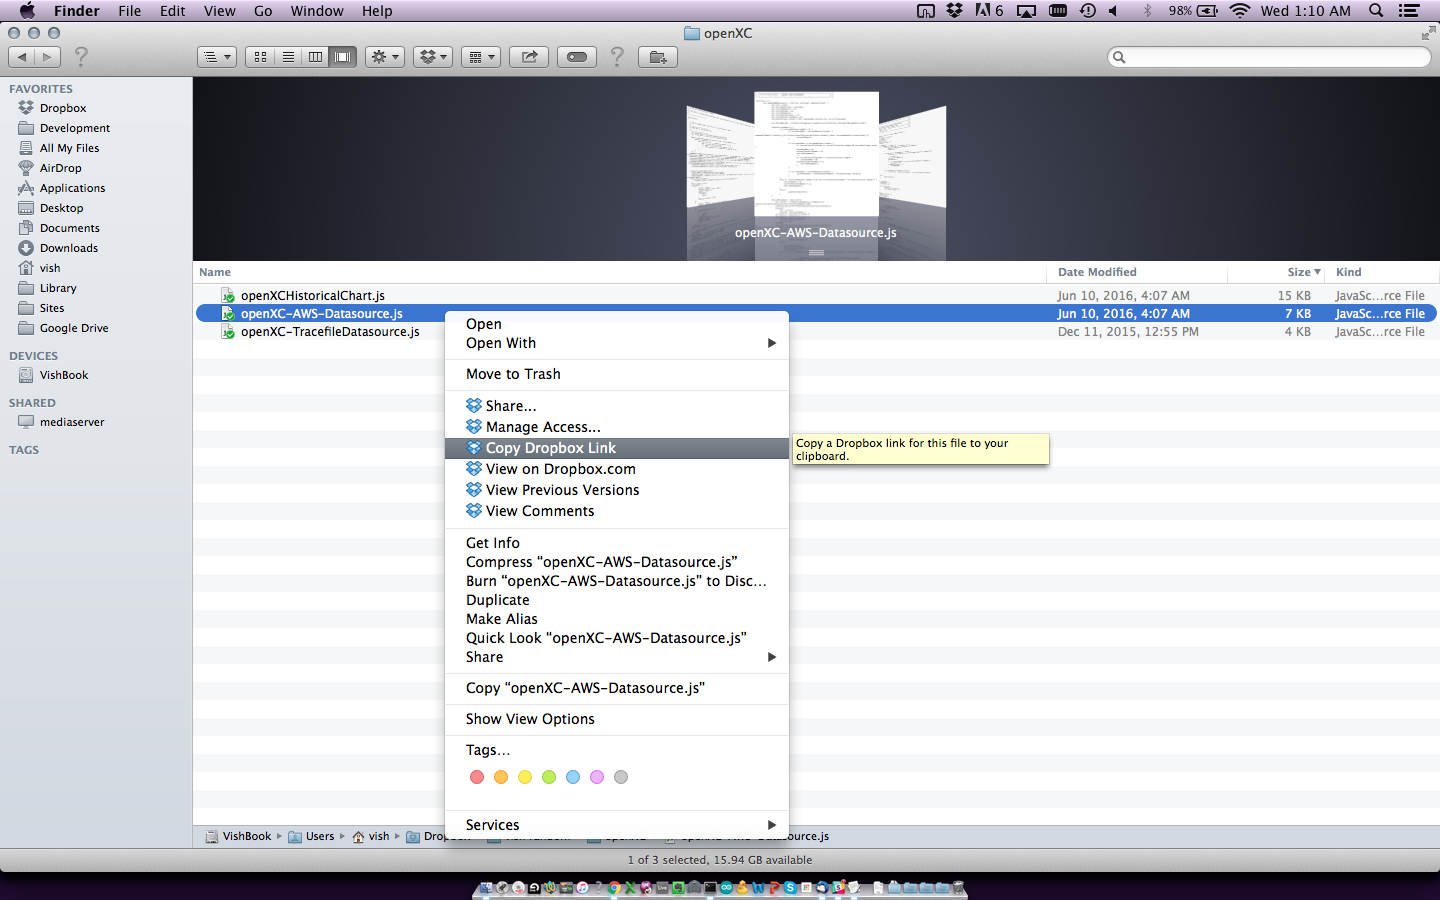 Finder File Edit View Go Window Help
6 98% Wed 1:10 AM
openXC
?
?
FAVORITES
Dropbox
Development
All My Files
AirDrop
Applications
Desktop
Documents
Downloads
vish
Library
Sites
Google Drive
DEVICES
VishBook
SHARED
mediaserver
TAGS
openXC-AWS-Datasource.js
Name Date Modified Size Kind
openXCHistoricalChart.js Jun 10, 2016, 4:07 AM 15 KB JavaSc...rce File
openXC-AWS-Datasource.js Jun 10, 2016, 4:07 AM 7 KB JavaSc...rce File
openXC-TracefileDatasource.js Dec 11, 2015, 12:55 PM 4 KB JavaSc...rce File
Open
Open With
Move to Trash
Share...
Manage Access...
Copy Dropbox Link
View on Dropbox.com
View Previous Versions
View Comments
Copy a Dropbox link for this file to your
clipboard.
Get Info
Compress “openXC-AWS-Datasource.js”
Burn “openXC-AWS-Datasource.js” to Disc...
Duplicate
Make Alias
Quick Look “openXC-AWS-Datasource.js”
Share
Copy “openXC-AWS-Datasource.js”
Show View Options
Tags...
Services
VishBook Users vish
1 of 3 selected, 15.94 GB available